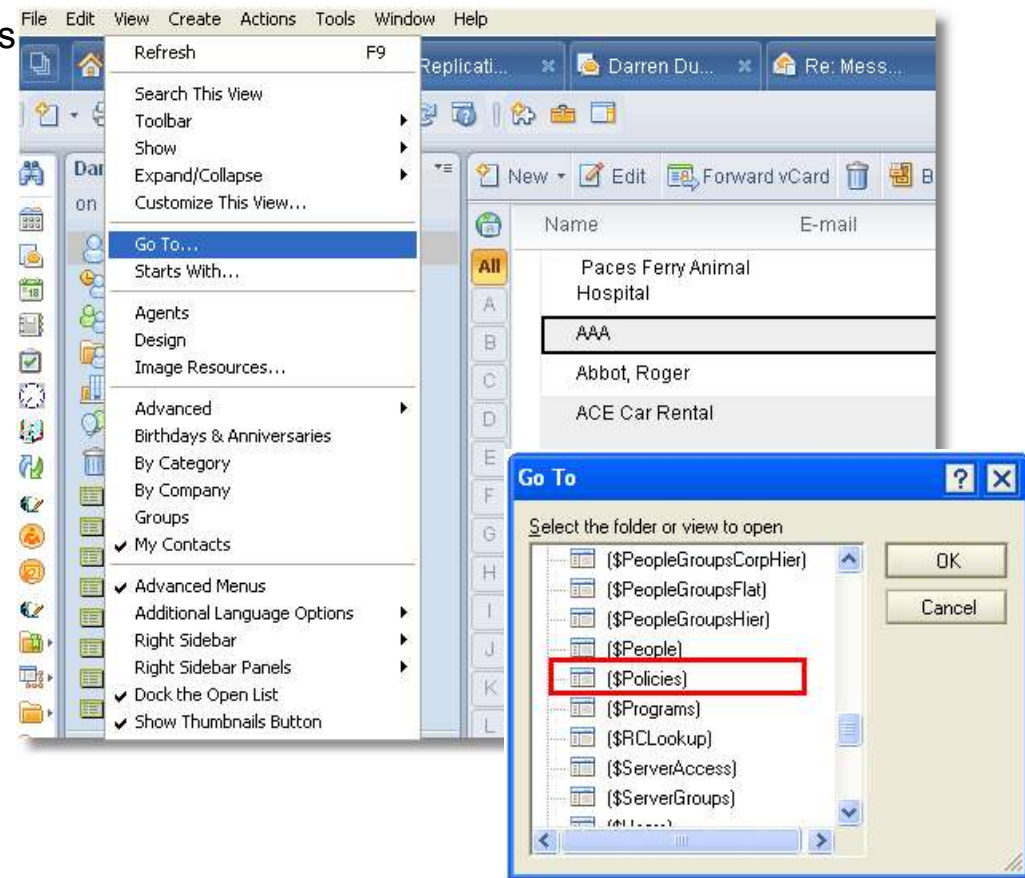 File Edit View Create Actions Tools Window Help
s
Replicati... Darren Du... Re: Mess...
Refresh F9
Search This View
Toolbar
Show
Expand/Collapse
Customize This View...
Go To...
Starts With...
Agents
Design
Image Resources...
Advanced
Birthdays & Anniversaries
By Category
By Company
Groups
My Contacts
Advanced Menus
Additional Language Options
Right Sidebar
Right Sidebar Panels
Dock the Open List
Show Thumbnails Button
Dar
on
18
New Edit Forward vCard B
Name E-mail
All
A
B
C
D
E
F
G
H
I
J
K
L
Paces Ferry Animal
Hospital
AAA
Abbot, Roger
ACE Car Rental
Go To
Select the folder or view to open
($PeopleGroupsCorpHier)
($PeopleGroupsFlat)
($PeopleGroupsHier)
($People)
($Policies)
($Programs)
($RCLookup)
($ServerAccess)
($ServerGroups)
OK
Cancel